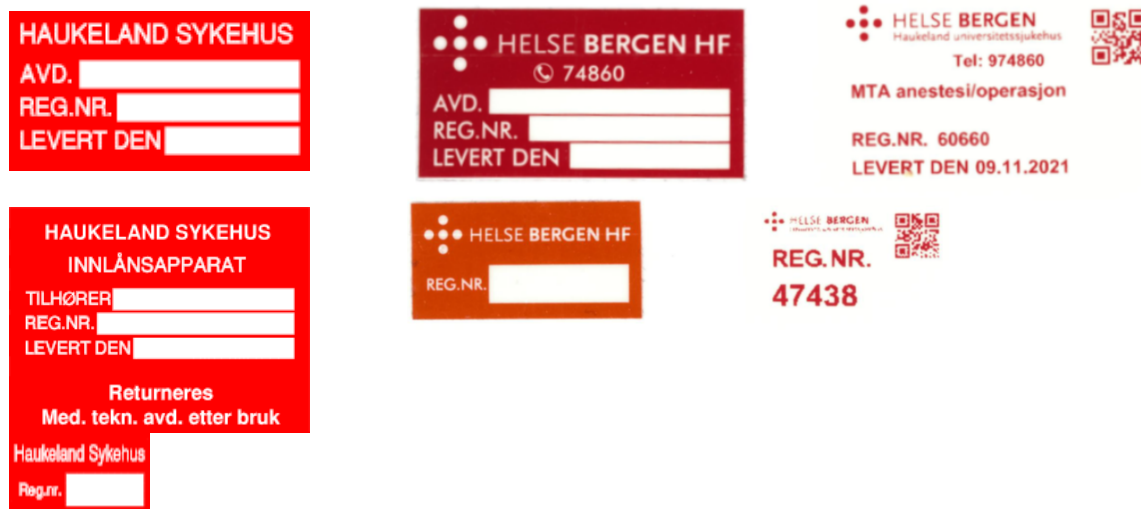 HAUKELAND SYKEHUS
AVD.
REG.NR.
LEVERT DEN
HELSE BERGEN HF
74860
AVD.
REG.NR.
LEVERT DEN
HELSE BERGEN
Haukeland universitetssjukehus
Tel: 974860
MTA anestesi/operasjon
REG.NR. 60660
LEVERT DEN 09.11.2021
HAUKELAND SYKEHUS
INNLÅNSAPPARAT
TILHØRER
REG.NR.
LEVERT DEN
Returneres
Med. tekn. avd. etter bruk
HELSE BERGEN HF
REG.NR.
HELSE BERGEN
REG.NR.
47438
Haukeland Sykehus
Reg.nr.